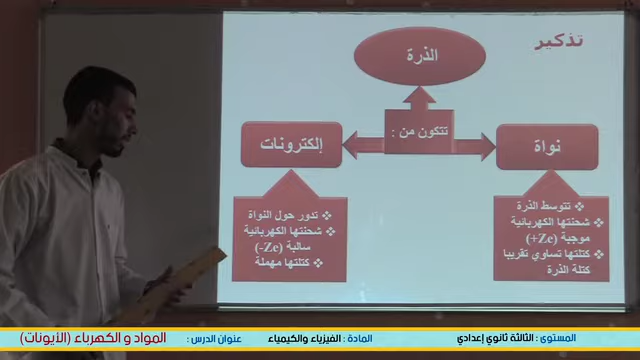 تذكير
الذرة
تتكون من :
نواة
إلكترونات
❖ تتوسط الذرة
❖ شحنتها الكهربائية
موجبة (+Ze)
❖ كتلتها تساوي تقريبا
كتلة الذرة
❖ تدور حول النواة
❖ شحنتها الكهربائية
سالبة (-Ze)
❖ كتلتها مهملة
المستوى : الثالثة ثانوي إعدادي المادة : الفيزياء والكيمياء عنوان الدرس : المواد و الكهرباء (الأيونات)